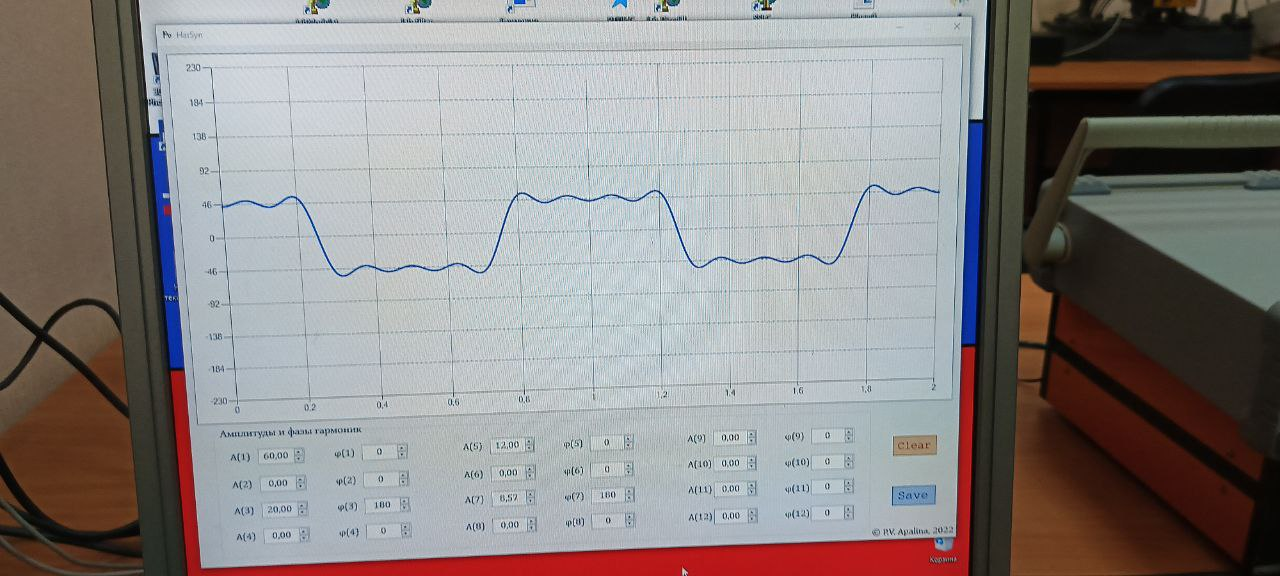 HarSyn
230
184
138
92
46
0
-46
-92
-138
-184
-230
0 0,2 0,4 0,6 0,8 1 1,2 1,4 1,6 1,8 2
Амплитуды и фазы гармоник
A(1) 60,00 φ(1) 0 A(5) 12,00 φ(5) 0 A(9) 0,00 φ(9) 0
A(2) 0,00 φ(2) 0 A(6) 0,00 φ(6) 0 A(10) 0,00 φ(10) 0
A(3) 20,00 φ(3) 180 A(7) 8,57 φ(7) 180 A(11) 0,00 φ(11) 0
A(4) 0,00 φ(4) 0 A(8) 0,00 φ(8) 0 A(12) 0,00 φ(12) 0
Clear
Save
© P.V. Apalina, 2022
Корзина